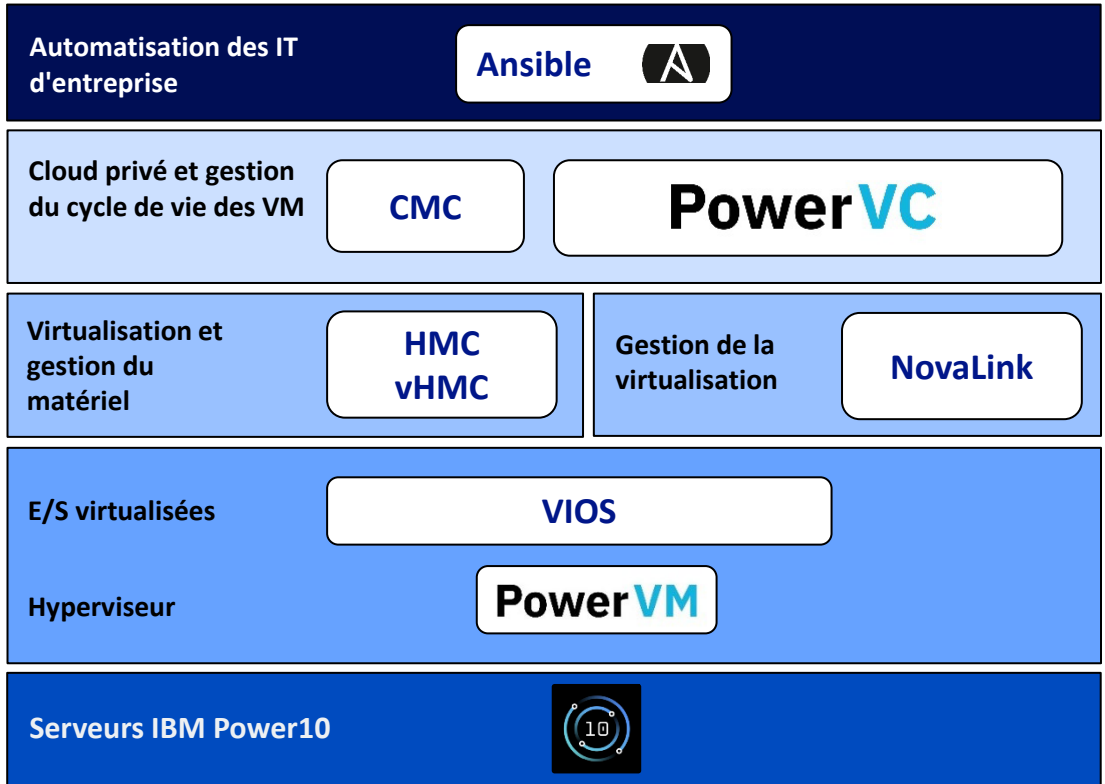 Automatisation des IT
d'entreprise
Ansible
A
Cloud privé et gestion
du cycle de vie des VM
CMC
PowerVC
Virtualisation et
gestion du
matériel
HMC
vHMC
Gestion de la
virtualisation
NovaLink
E/S virtualisées
VIOS
Hyperviseur
PowerVM
Serveurs IBM Power10
10